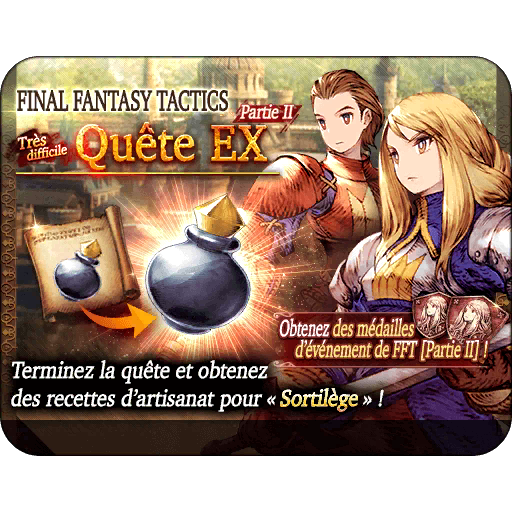 FINAL FANTASY TACTICS
Partie II
Très
difficile
Quête EX
Obtenez des médailles
d'événement de FFT [Partie II] !
Terminez la quête et obtenez
des recettes d'artisanat pour « Sortilège » !